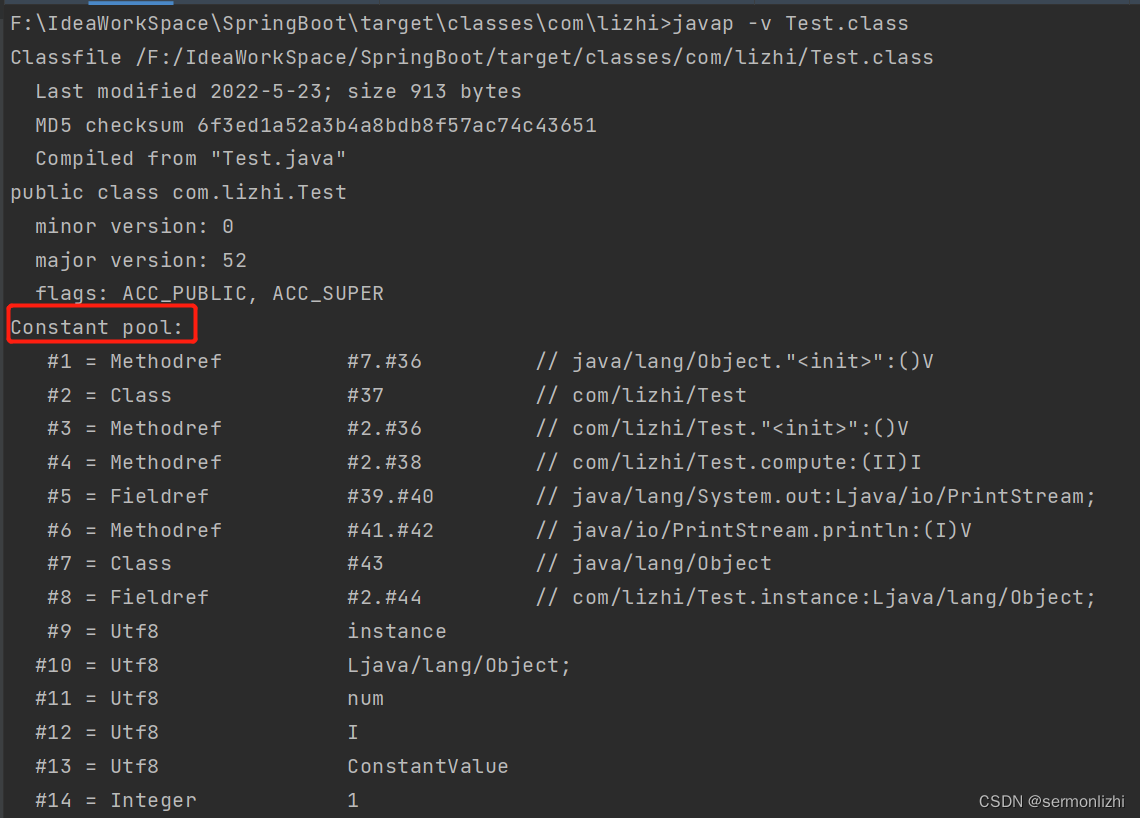 F:\IdeaWorkSpace\SpringBoot\target\classes\com\lizhi>javap -v Test.class
Classfile /F:/IdeaWorkSpace/SpringBoot/target/classes/com/lizhi/Test.class
  Last modified 2022-5-23; size 913 bytes
  MD5 checksum 6f3ed1a52a3b4a8bdb8f57ac74c43651
  Compiled from "Test.java"
public class com.lizhi.Test
  minor version: 0
  major version: 52
  flags: ACC_PUBLIC, ACC_SUPER
Constant pool:
   #1 = Methodref          #7.#36         // java/lang/Object."<init>":()V
   #2 = Class              #37            // com/lizhi/Test
   #3 = Methodref          #2.#36         // com/lizhi/Test."<init>":()V
   #4 = Methodref          #2.#38         // com/lizhi/Test.compute:(II)I
   #5 = Fieldref           #39.#40        // java/lang/System.out:Ljava/io/PrintStream;
   #6 = Methodref          #41.#42        // java/io/PrintStream.println:(I)V
   #7 = Class              #43            // java/lang/Object
   #8 = Fieldref           #2.#44         // com/lizhi/Test.instance:Ljava/lang/Object;
   #9 = Utf8               instance
  #10 = Utf8               Ljava/lang/Object;
  #11 = Utf8               num
  #12 = Utf8               I
  #13 = Utf8               ConstantValue
  #14 = Integer            1
CSDN @sermonlizhi